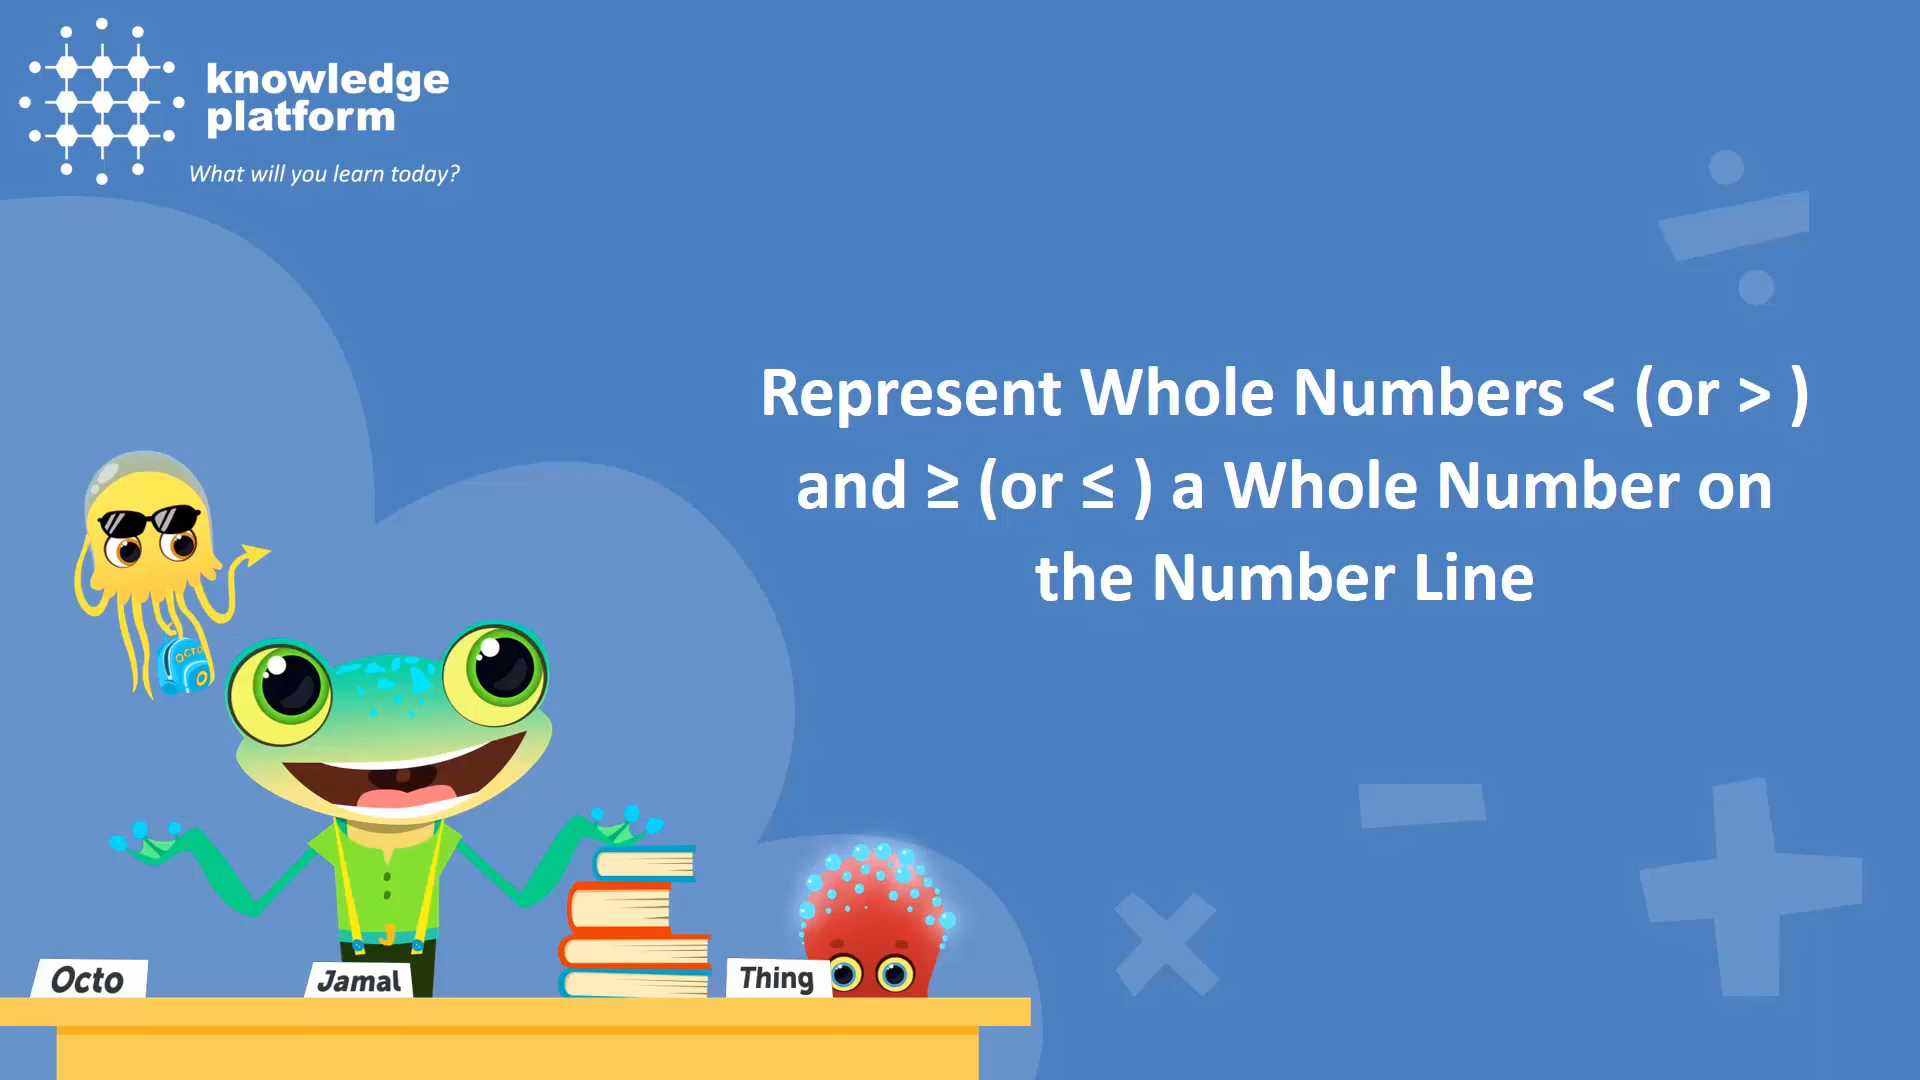 knowledge
platform
What will you learn today?
Represent Whole Numbers < (or > )
and ≥ (or ≤ ) a Whole Number on
the Number Line
OCTO
Octo
Jamal
Thing
J